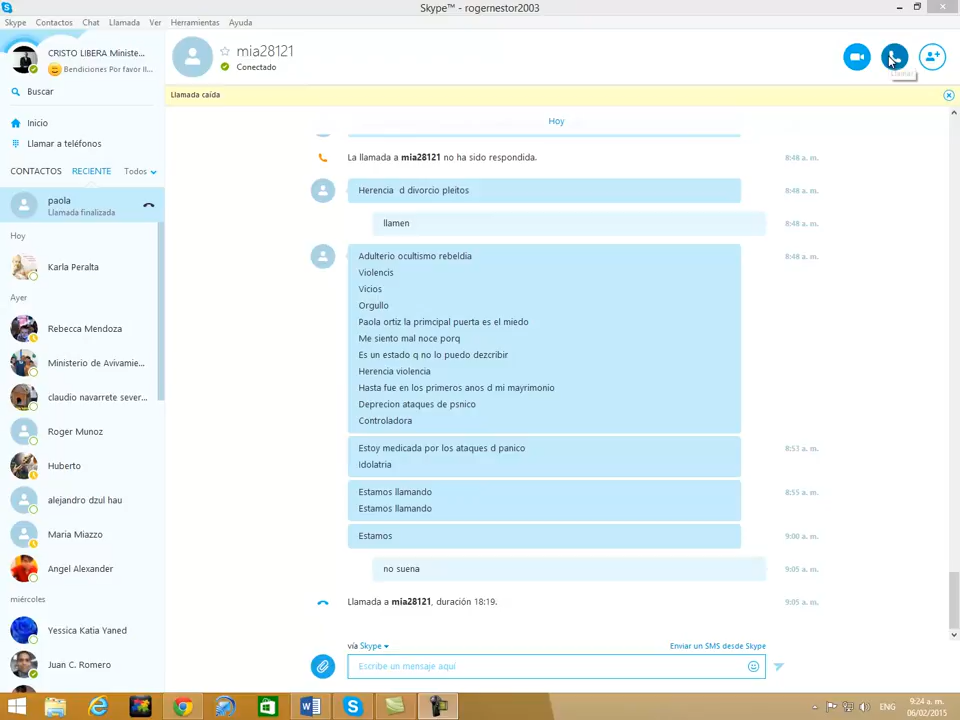 Skype™ - rogernestor2003
Skype Contactos Chat Llamada Ver Herramientas Ayuda
CRISTO LIBERA Ministe...
Bendiciones Por favor ll...
Buscar
Inicio
Llamar a teléfonos
CONTACTOS RECIENTE Todos
paola
Llamada finalizada
Hoy
Karla Peralta
Ayer
Rebecca Mendoza
Ministerio de Avivamie...
claudio navarrete sever...
Roger Munoz
Huberto
alejandro dzul hau
Maria Miazzo
Angel Alexander
miércoles
Yessica Katia Yaned
Juan C. Romero
mia28121
Conectado
Llamar
Llamada caída
Hoy
La llamada a mia28121 no ha sido respondida. 8:48 a. m.
Herencia d divorcio pleitos 8:48 a. m.
llamen 8:48 a. m.
Adulterio ocultismo rebeldia 8:48 a. m.
Violencis
Vicios
Orgullo
Paola ortiz la primcipal puerta es el miedo
Me siento mal noce porq
Es un estado q no lo puedo dezcribir
Herencia violencia
Hasta fue en los primeros anos d mi mayrimonio
Deprecion ataques de psnico
Controladora
Estoy medicada por los ataques d panico 8:53 a. m.
Idolatria
Estamos llamando 8:55 a. m.
Estamos llamando
Estamos 9:00 a. m.
no suena 9:05 a. m.
Llamada a mia28121, duración 18:19. 9:05 a. m.
vía Skype Enviar un SMS desde Skype
Escribe un mensaje aquí
ENG
9:24 a. m.
06/02/2015